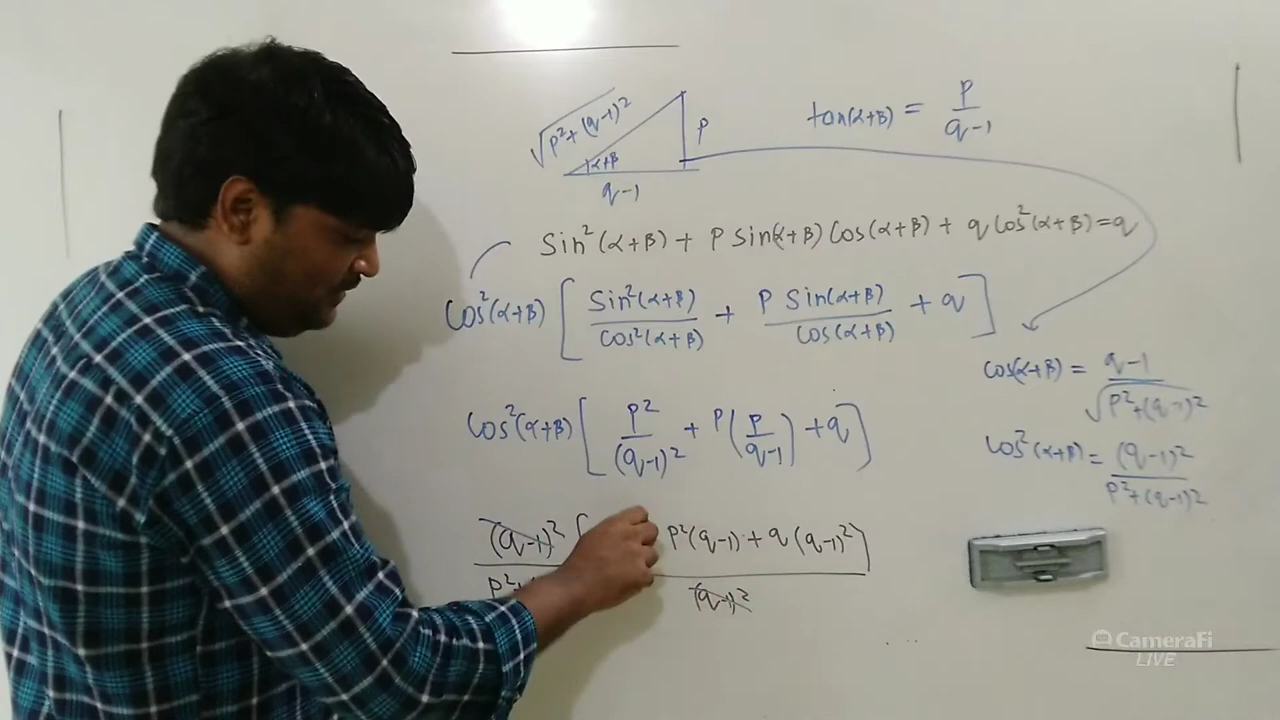 √p²+(q-1)²
p
α+β
q-1
tan(α+β) = p/(q-1)
Sin²(α+β) + P Sin(α+β) Cos(α+β) + q Cos²(α+β) = q
Cos²(α+β) [ Sin²(α+β)/Cos²(α+β) + P Sin(α+β)/Cos(α+β) + q ]
Cos(α+β) = (q-1)/√p²+(q-1)²
Cos²(α+β) [ p²/(q-1)² + P(p/(q-1)) + q ]
Cos²(α+β) = (q-1)²/p²+(q-1)²
(q-1)² [ p²(q-1) + q(q-1)² ]
p²+ (q-1)²
CameraFi
LIVE